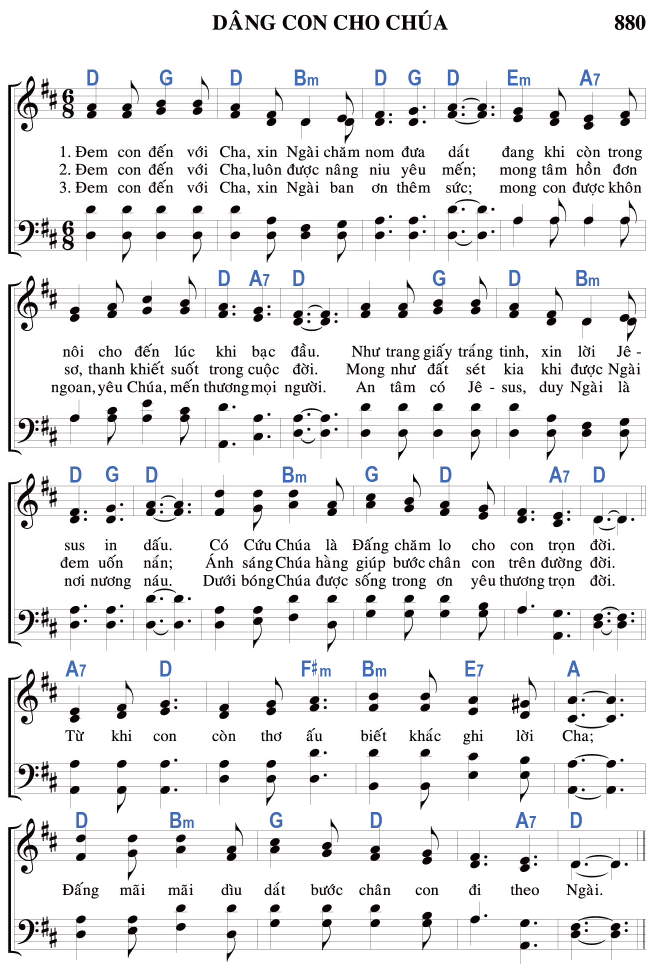 DÂNG CON CHO CHÚA 880
D G D Bm D G D Em A7
1. Đem con đến với Cha, xin Ngài chăm nom đưa dát đang khi còn trong
2. Đem con đến với Cha, luôn được nâng niu yêu mến; mong tâm hồn đơn
3. Đem con đến với Cha, xin Ngài ban ơn thêm sức; mong con được khôn
D A7 D G D Bm
nôi cho đến lúc khi bạc đầu. Như trang giấy trắng tinh, xin lời Jê -
sơ, thanh khiết suốt trong cuộc đời. Mong như đất sét kia khi được Ngài
ngoan, yêu Chúa, mến thương mọi người. An tâm có Jê - sus, duy Ngài là
D G D Bm G D A7 D
sus in dấu. Có Cứu Chúa là Đấng chăm lo cho con trọn đời.
đem uốn nắn; Ánh sáng Chúa hằng giúp bước chân con trên đường đời.
nơi nương náu. Dưới bóng Chúa được sống trong ơn yêu thương trọn đời.
A7 D F♯m Bm E7 A
Từ khi con còn thơ ấu biết khác ghi lời Cha;
D Bm G D A7 D
Đấng mãi mãi dìu dát bước chân con đi theo Ngài.